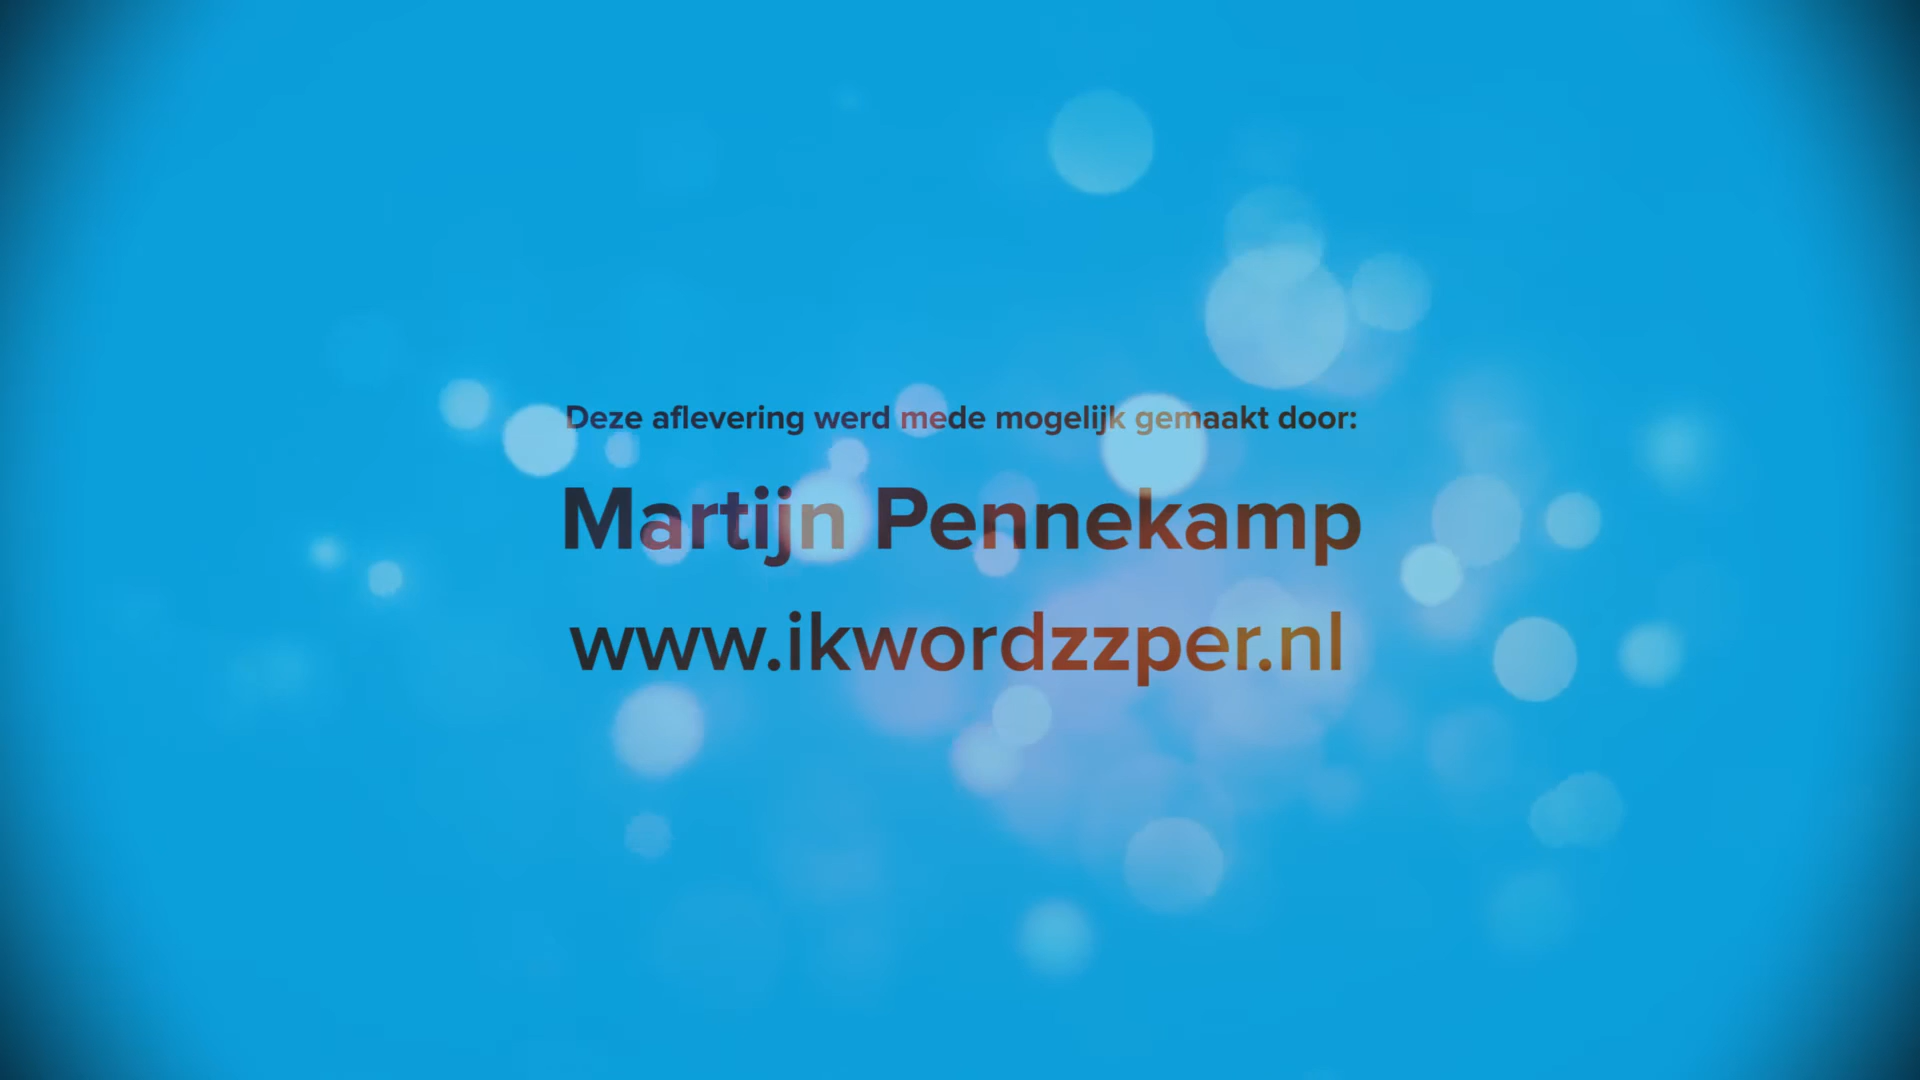 Deze aflevering werd mede mogelijk gemaakt door:
Martijn Pennekamp
www.ikwordzzper.nl